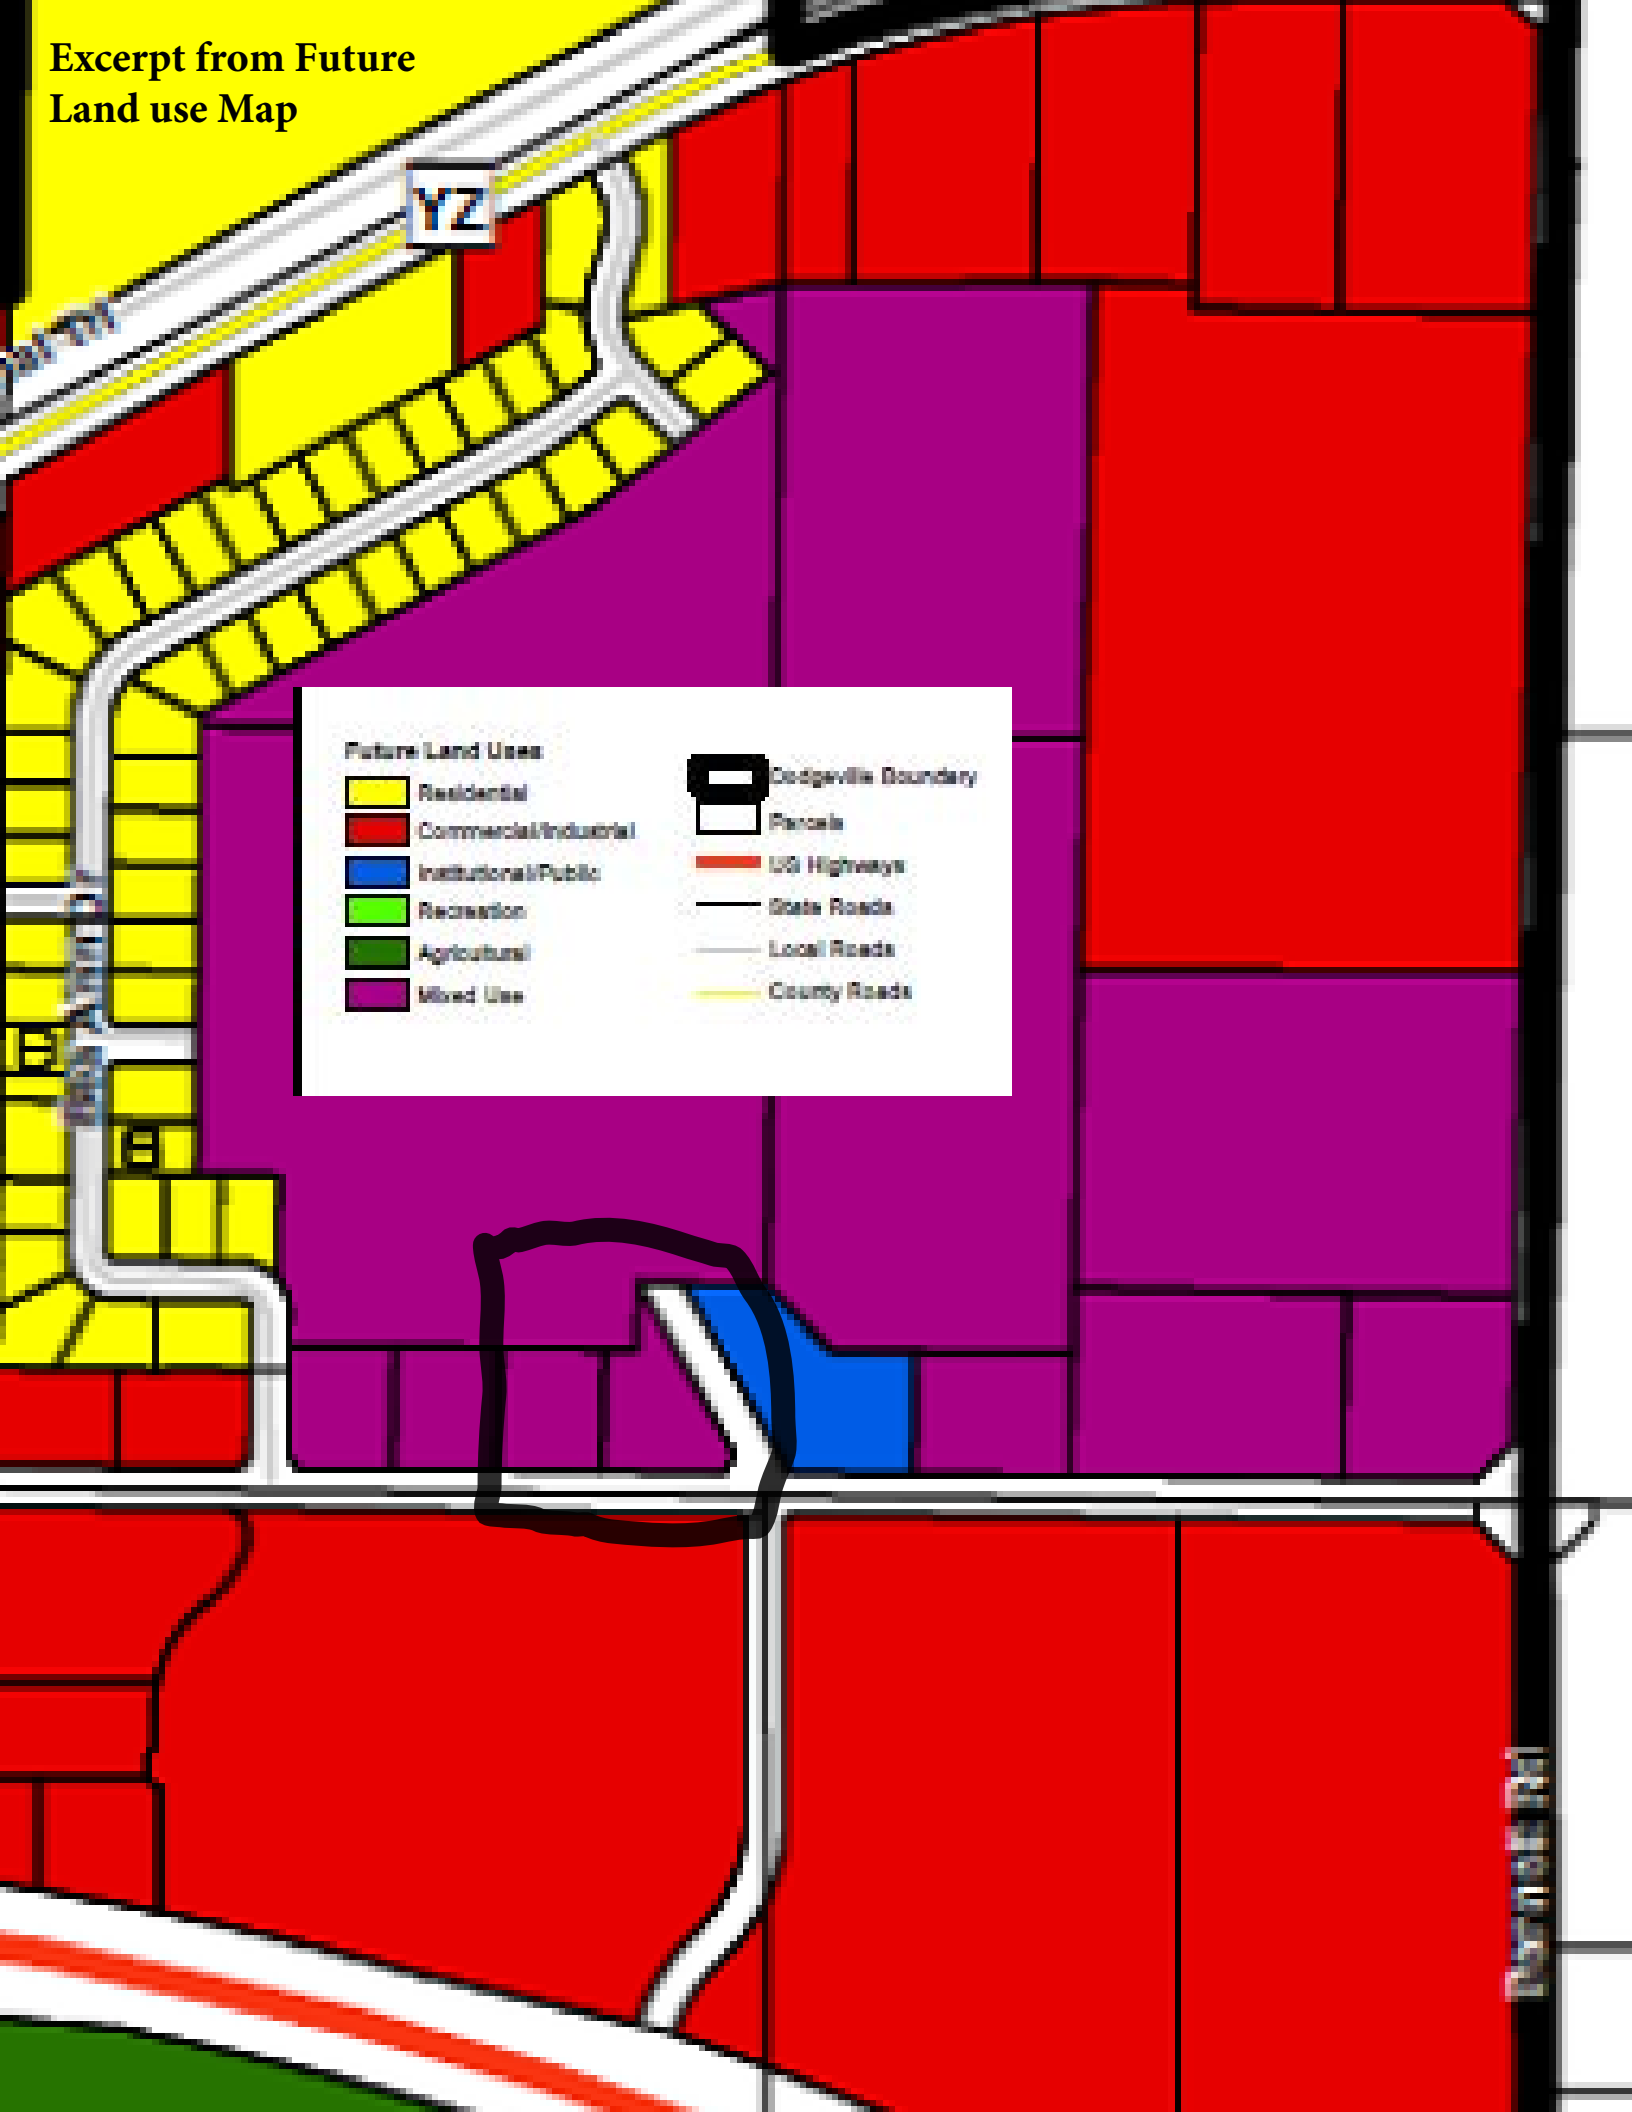 Excerpt from Future
Land use Map
YZ
Future Land Uses
Residential
Commercial/Industrial
Institutional/Public
Recreation
Agricultural
Mixed Use
Dodgeville Boundary
Parcels
US Highways
State Roads
Local Roads
County Roads